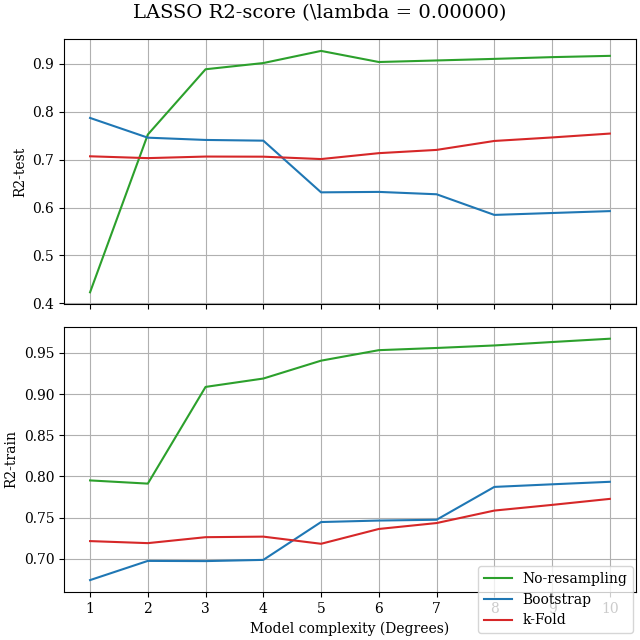 LASSO R2-score (\lambda = 0.00000)
0.9
0.8
0.7
0.6
0.5
0.4
R2-test
0.95
0.90
0.85
0.80
0.75
0.70
R2-train
1 2 3 4 5 6 7 8 9 10
Model complexity (Degrees)
No-resampling
Bootstrap
k-Fold